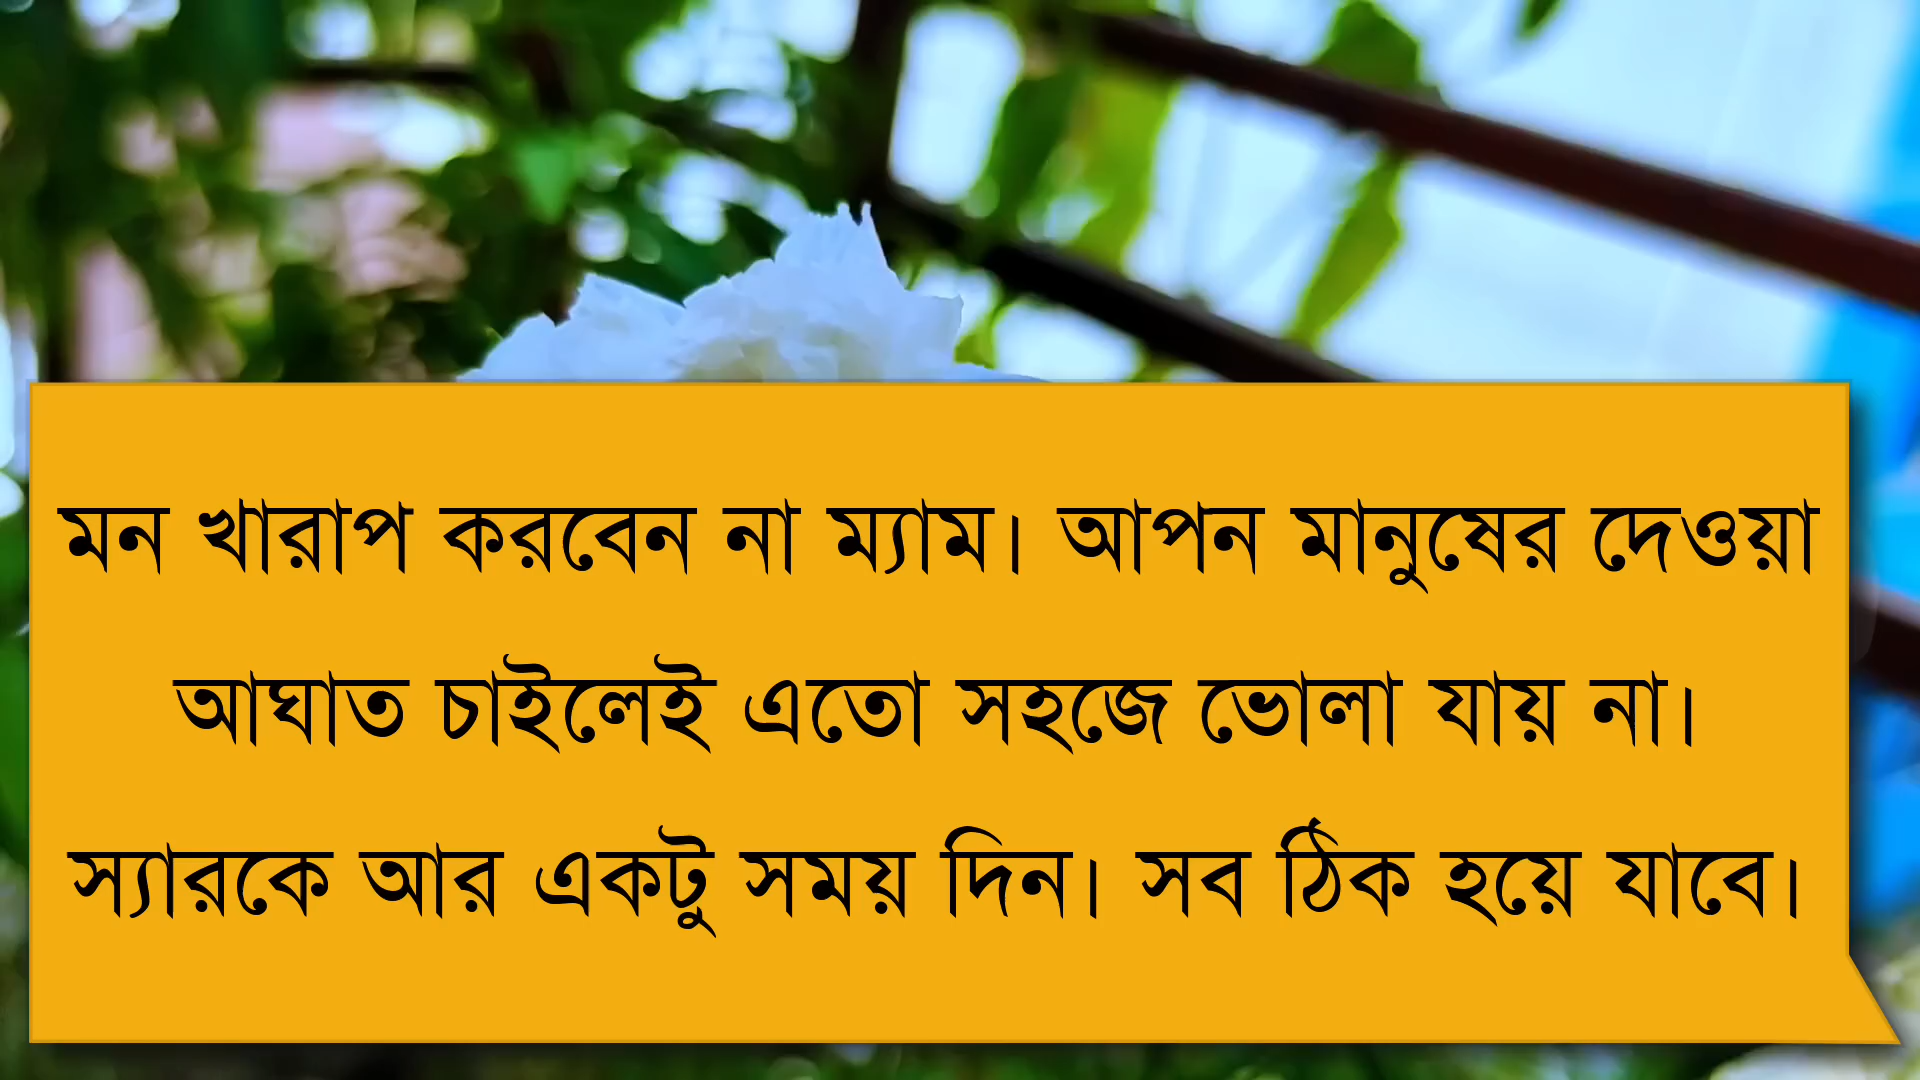 মন খারাপ করবেন না ম্যাম। আপন মানুষের দেওয়া
আঘাত চাইলেই এতো সহজে ভোলা যায় না।
স্যারকে আর একটু সময় দিন। সব ঠিক হয়ে যাবে।